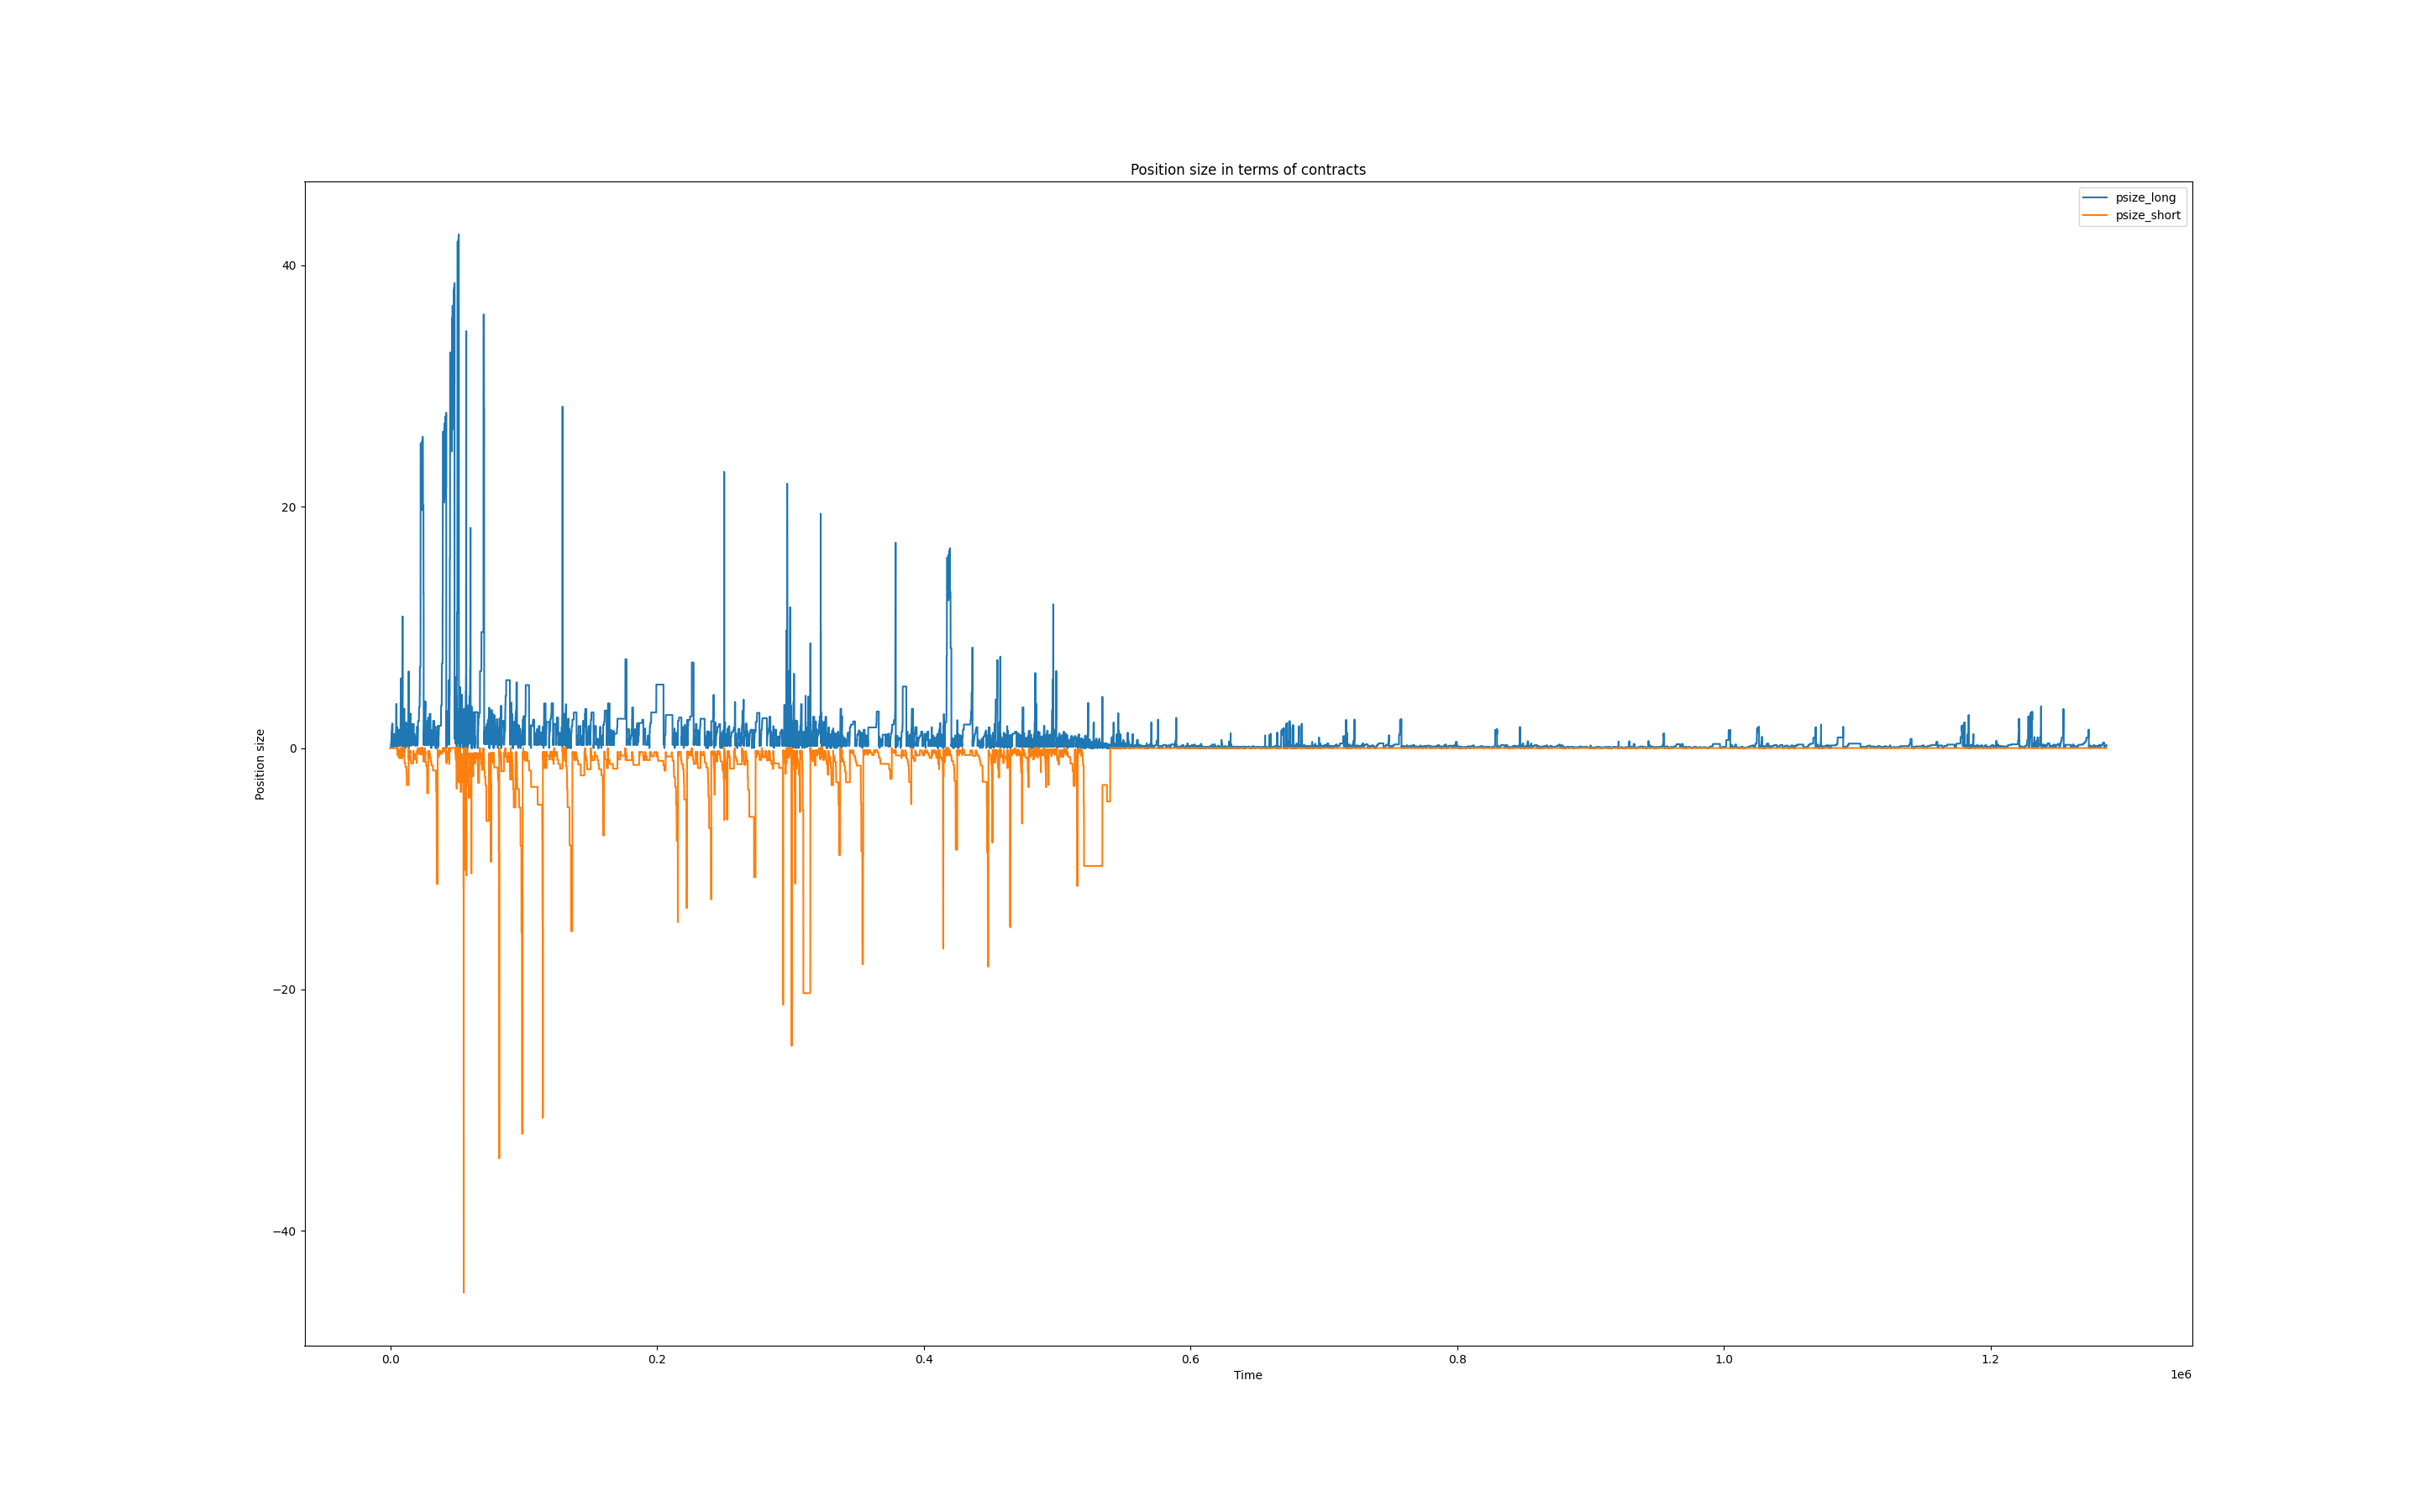 Position size in terms of contracts
psize_long
psize_short
40
20
0
−20
−40
Position size
0.0 0.2 0.4 0.6 0.8 1.0 1.2
Time
1e6